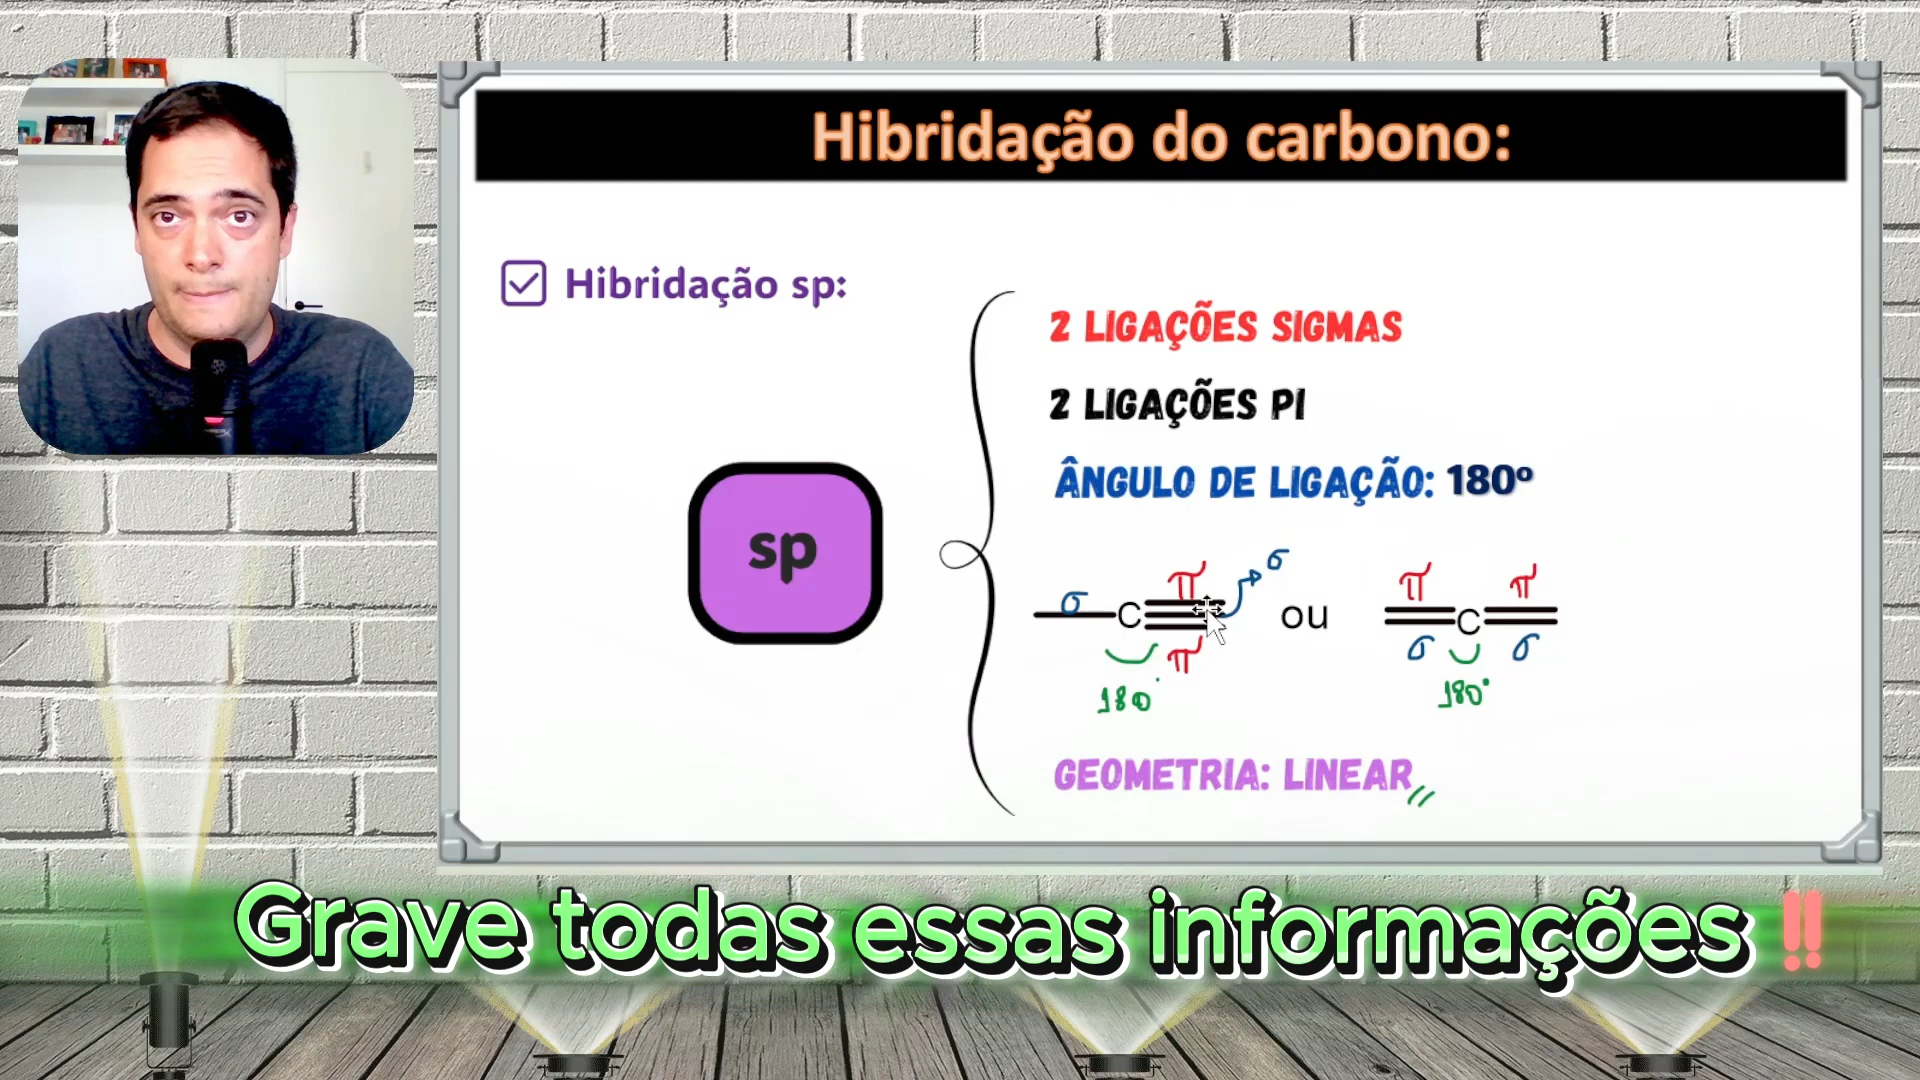 Hibridação do carbono:
Hibridação sp:
2 LIGAÇÕES SIGMAS
2 LIGAÇÕES PI
ÂNGULO DE LIGAÇÃO: 180º
sp
π σ
σ C ou π C π
π σ σ
180° 180°
GEOMETRIA: LINEAR
Grave todas essas informações !!